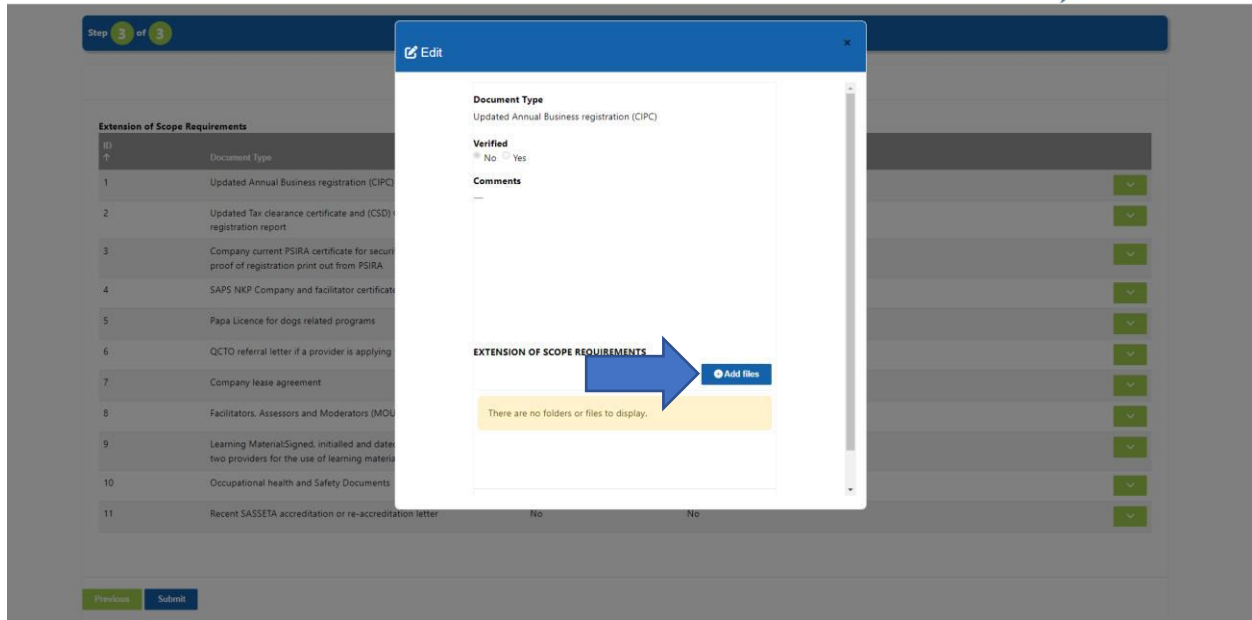 Step 3 of 3
Edit
×
Document Type
Updated Annual Business registration (CIPC)
Verified
No Yes
Comments
—
EXTENSION OF SCOPE REQUIREMENTS
Add files
There are no folders or files to display.
Extension of Scope Requirements
ID
↑ Document Type
1 Updated Annual Business registration (CIPC)
2 Updated Tax clearance certificate and (CSD)
registration report
3 Company current PSIRA certificate for securi
proof of registration print out from PSIRA
4 SAPS NKP Company and facilitator certificate
5 Papa Licence for dogs related programs
6 QCTO referral letter if a provider is applying
7 Company lease agreement
8 Facilitators, Assessors and Moderators (MOU
9 Learning Material:Signed, initialled and date
two providers for the use of learning materia
10 Occupational health and Safety Documents
11 Recent SASSETA accreditation or re-accreditation letter No No
Previous Submit